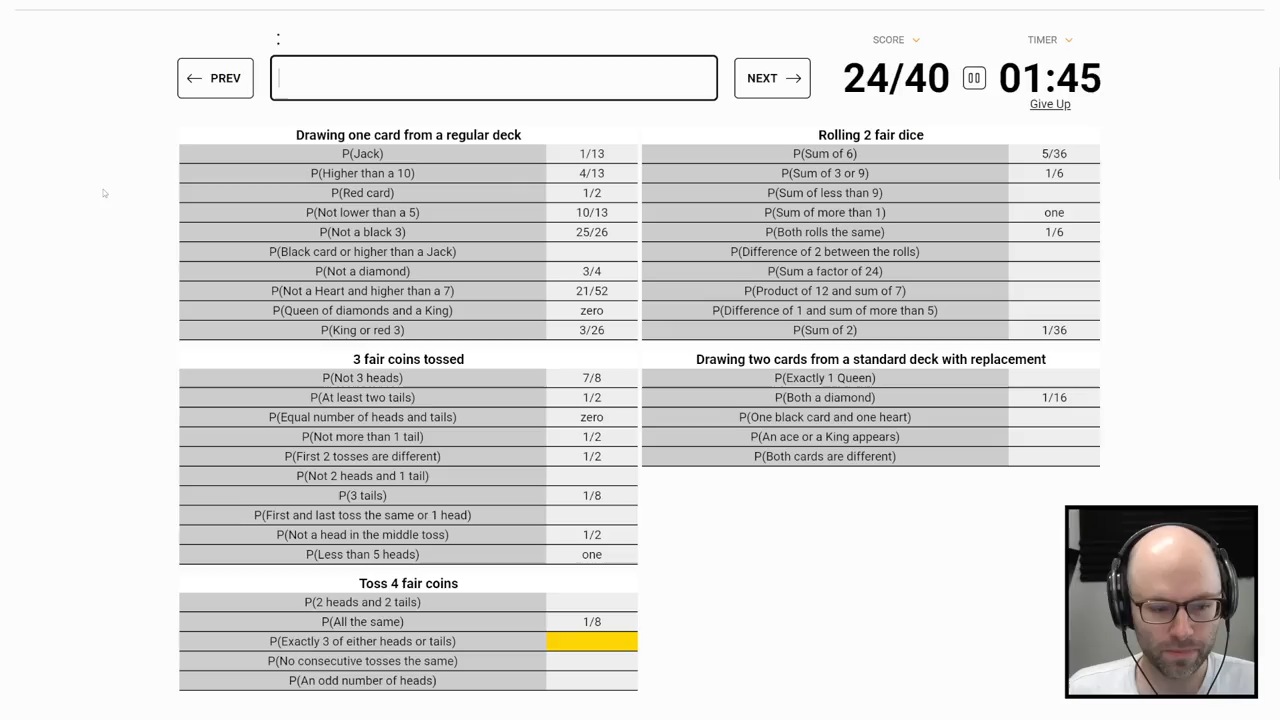 :
SCORE
TIMER
← PREV
NEXT →
24/40
01:45
Give Up
Drawing one card from a regular deck
P(Jack) 1/13
P(Higher than a 10) 4/13
P(Red card) 1/2
P(Not lower than a 5) 10/13
P(Not a black 3) 25/26
P(Black card or higher than a Jack)
P(Not a diamond) 3/4
P(Not a Heart and higher than a 7) 21/52
P(Queen of diamonds and a King) zero
P(King or red 3) 3/26
3 fair coins tossed
P(Not 3 heads) 7/8
P(At least two tails) 1/2
P(Equal number of heads and tails) zero
P(Not more than 1 tail) 1/2
P(First 2 tosses are different) 1/2
P(Not 2 heads and 1 tail)
P(3 tails) 1/8
P(First and last toss the same or 1 head)
P(Not a head in the middle toss) 1/2
P(Less than 5 heads) one
Toss 4 fair coins
P(2 heads and 2 tails)
P(All the same) 1/8
P(Exactly 3 of either heads or tails)
P(No consecutive tosses the same)
P(An odd number of heads)
Rolling 2 fair dice
P(Sum of 6) 5/36
P(Sum of 3 or 9) 1/6
P(Sum of less than 9)
P(Sum of more than 1) one
P(Both rolls the same) 1/6
P(Difference of 2 between the rolls)
P(Sum a factor of 24)
P(Product of 12 and sum of 7)
P(Difference of 1 and sum of more than 5)
P(Sum of 2) 1/36
Drawing two cards from a standard deck with replacement
P(Exactly 1 Queen)
P(Both a diamond) 1/16
P(One black card and one heart)
P(An ace or a King appears)
P(Both cards are different)